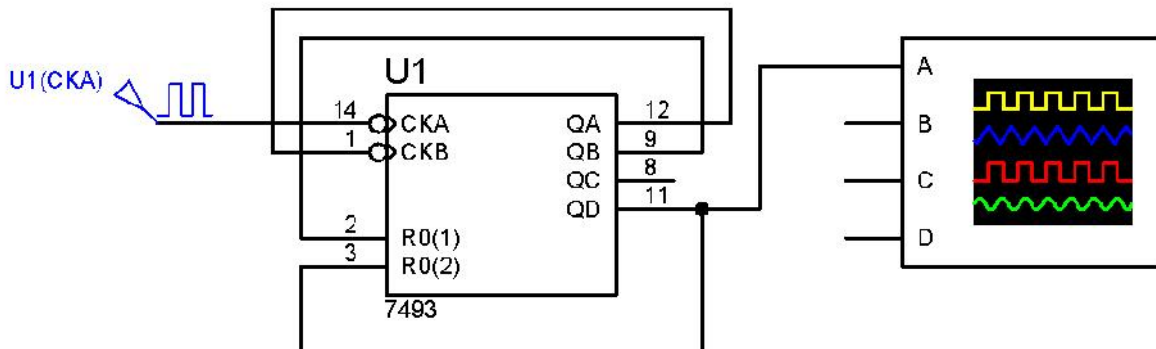 U1(CKA)
U1
14 CKA QA 12
1 CKB QB 9
QC 8
QD 11
2 R0(1)
3 R0(2)
7493
A
B
C
D